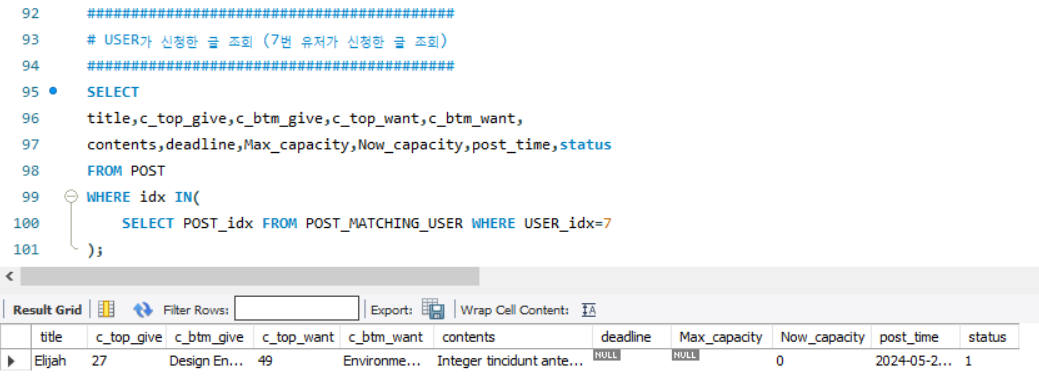 92 ##########################################
93 # USER가 신청한 글 조회 (7번 유저가 신청한 글 조회)
94 ##########################################
95 SELECT
96 title,c_top_give,c_btm_give,c_top_want,c_btm_want,
97 contents,deadline,Max_capacity,Now_capacity,post_time,status
98 FROM POST
99 WHERE idx IN(
100 SELECT POST_idx FROM POST_MATCHING_USER WHERE USER_idx=7
101 );
Result Grid Filter Rows: Export: Wrap Cell Content: IA
title c_top_give c_btm_give c_top_want c_btm_want contents deadline Max_capacity Now_capacity post_time status
Elijah 27 Design En... 49 Environme... Integer tincidunt ante... NULL NULL 0 2024-05-2... 1